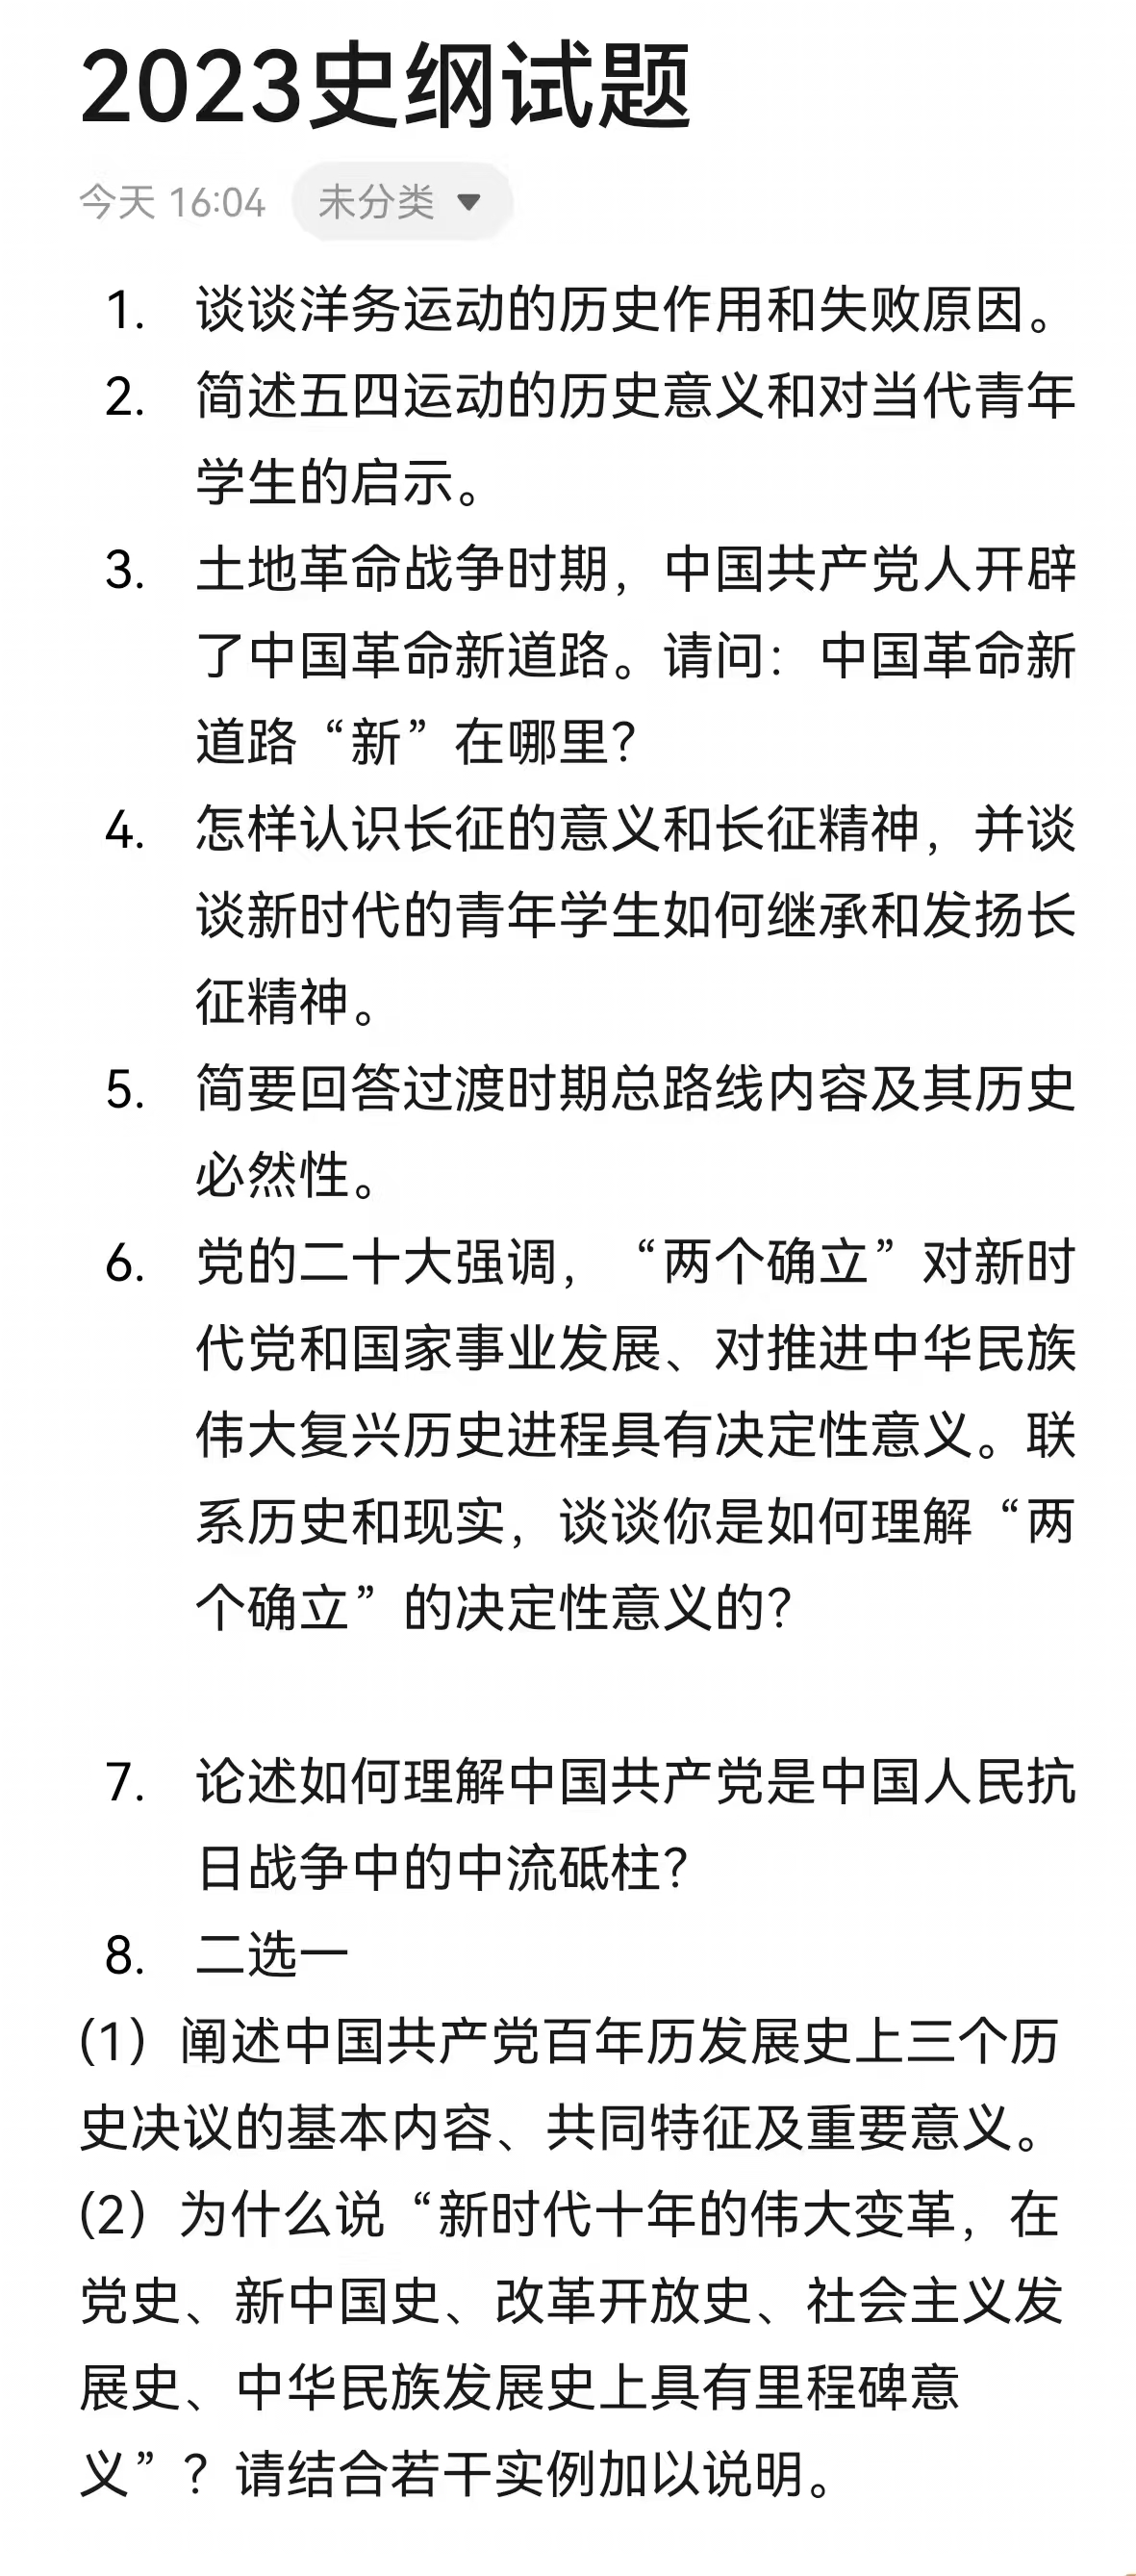 2023史纲试题
今天 16:04 未分类
1. 谈谈洋务运动的历史作用和失败原因。
2. 简述五四运动的历史意义和对当代青年
学生的启示。
3. 土地革命战争时期，中国共产党人开辟
了中国革命新道路。请问：中国革命新
道路“新”在哪里？
4. 怎样认识长征的意义和长征精神，并谈
谈新时代的青年学生如何继承和发扬长
征精神。
5. 简要回答过渡时期总路线内容及其历史
必然性。
6. 党的二十大强调，“两个确立”对新时
代党和国家事业发展、对推进中华民族
伟大复兴历史进程具有决定性意义。联
系历史和现实，谈谈你是如何理解“两
个确立”的决定性意义的？
7. 论述如何理解中国共产党是中国人民抗
日战争中的中流砥柱？
8. 二选一
（1）阐述中国共产党百年历发展史上三个历
史决议的基本内容、共同特征及重要意义。
（2）为什么说“新时代十年的伟大变革，在
党史、新中国史、改革开放史、社会主义发
展史、中华民族发展史上具有里程碑意
义”？请结合若干实例加以说明。